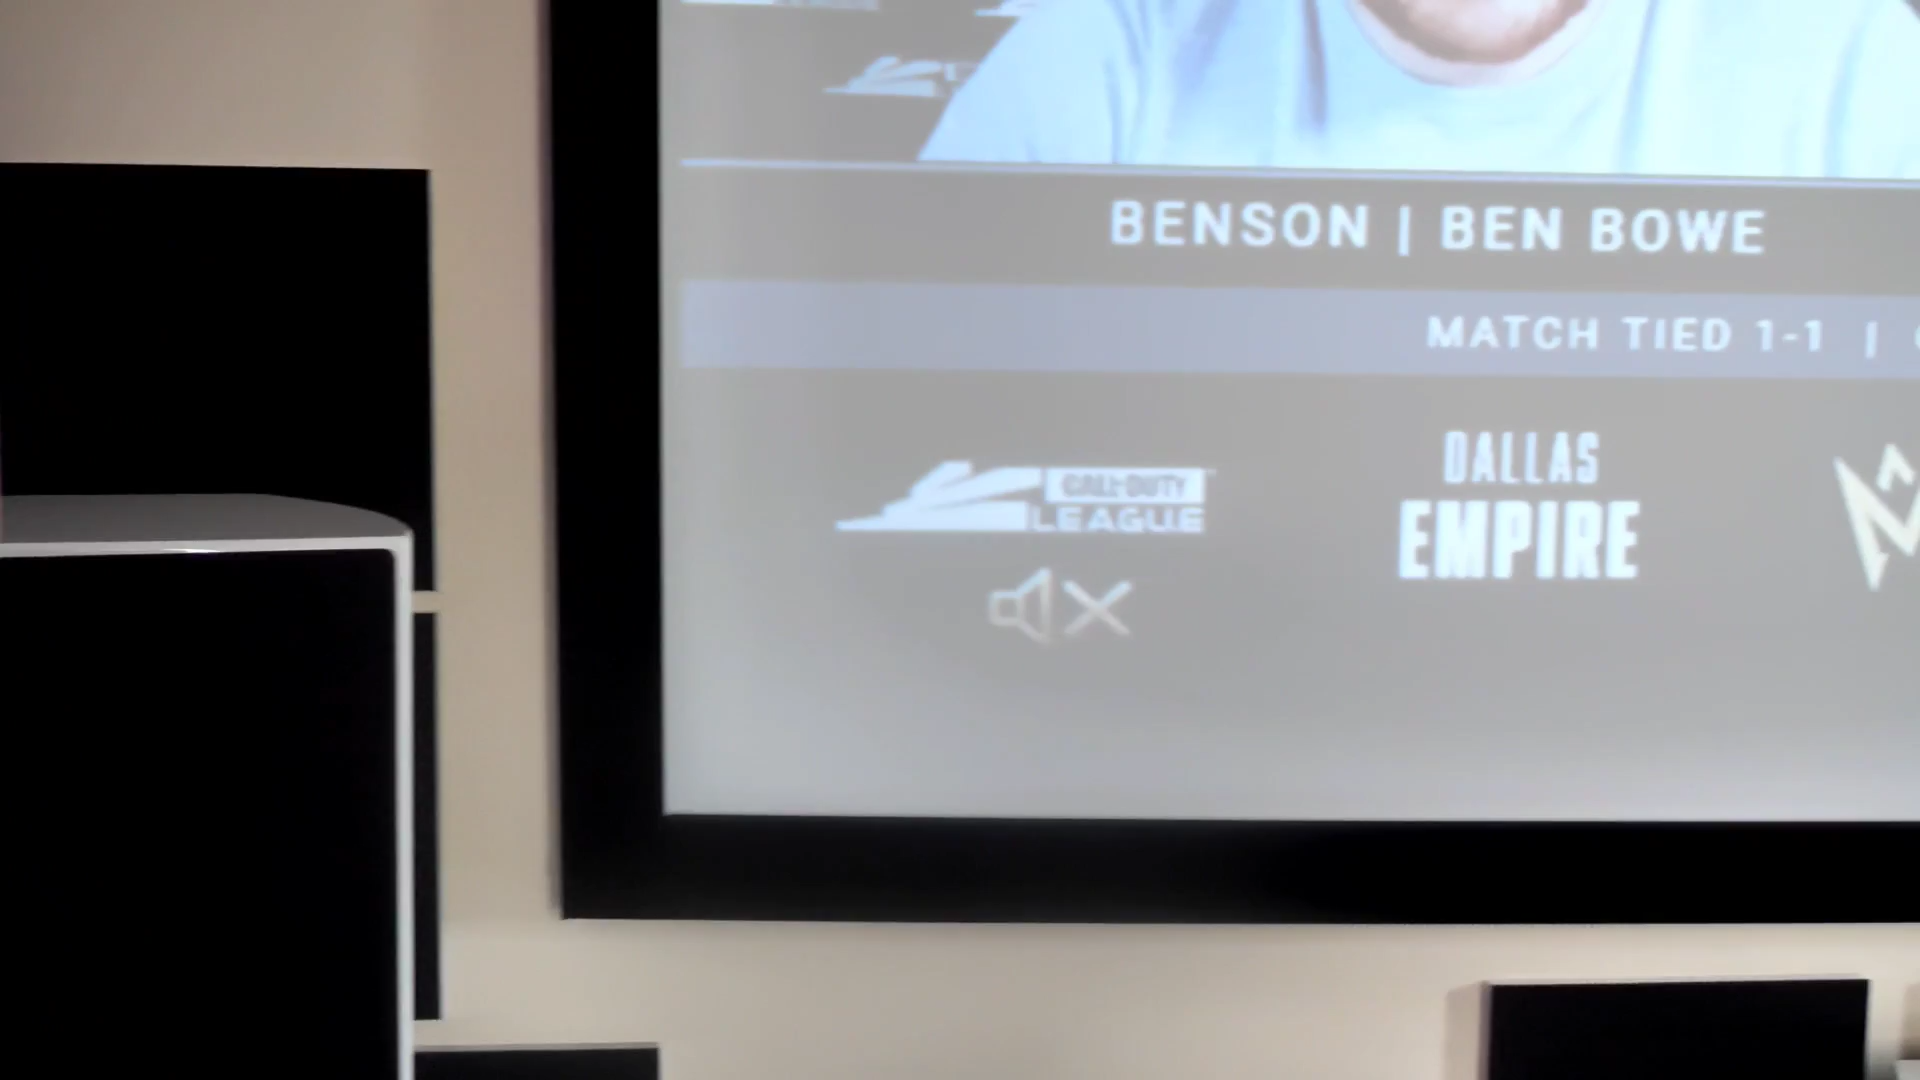 BENSON | BEN BOWE
MATCH TIED 1-1 |
CALL OF DUTY
LEAGUE
DALLAS
EMPIRE